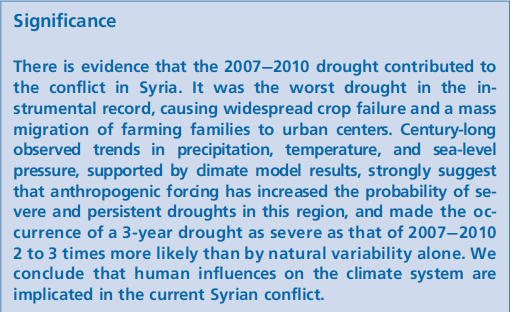 Significance
There is evidence that the 2007–2010 drought contributed to
the conflict in Syria. It was the worst drought in the in-
strumental record, causing widespread crop failure and a mass
migration of farming families to urban centers. Century-long
observed trends in precipitation, temperature, and sea-level
pressure, supported by climate model results, strongly suggest
that anthropogenic forcing has increased the probability of se-
vere and persistent droughts in this region, and made the oc-
currence of a 3-year drought as severe as that of 2007–2010
2 to 3 times more likely than by natural variability alone. We
conclude that human influences on the climate system are
implicated in the current Syrian conflict.